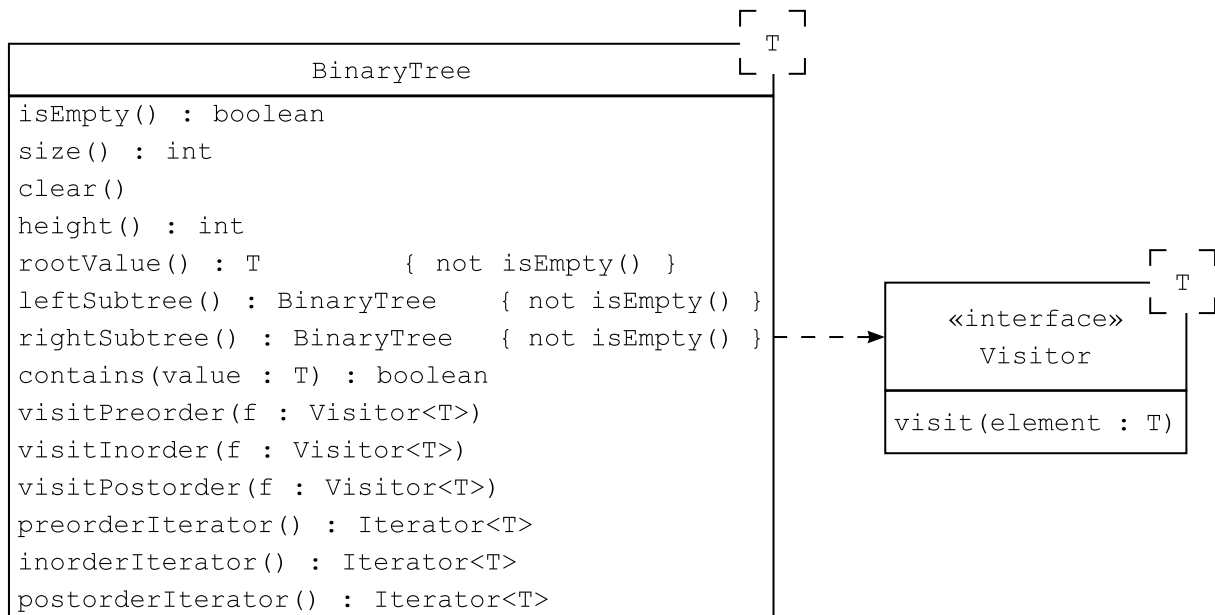 T
BinaryTree
isEmpty() : boolean
size() : int
clear()
height() : int
rootValue() : T { not isEmpty() }
leftSubtree() : BinaryTree { not isEmpty() }
rightSubtree() : BinaryTree { not isEmpty() }
contains(value : T) : boolean
visitPreorder(f : Visitor<T>)
visitInorder(f : Visitor<T>)
visitPostorder(f : Visitor<T>)
preorderIterator() : Iterator<T>
inorderIterator() : Iterator<T>
postorderIterator() : Iterator<T>
T
«interface»
Visitor
visit(element : T)